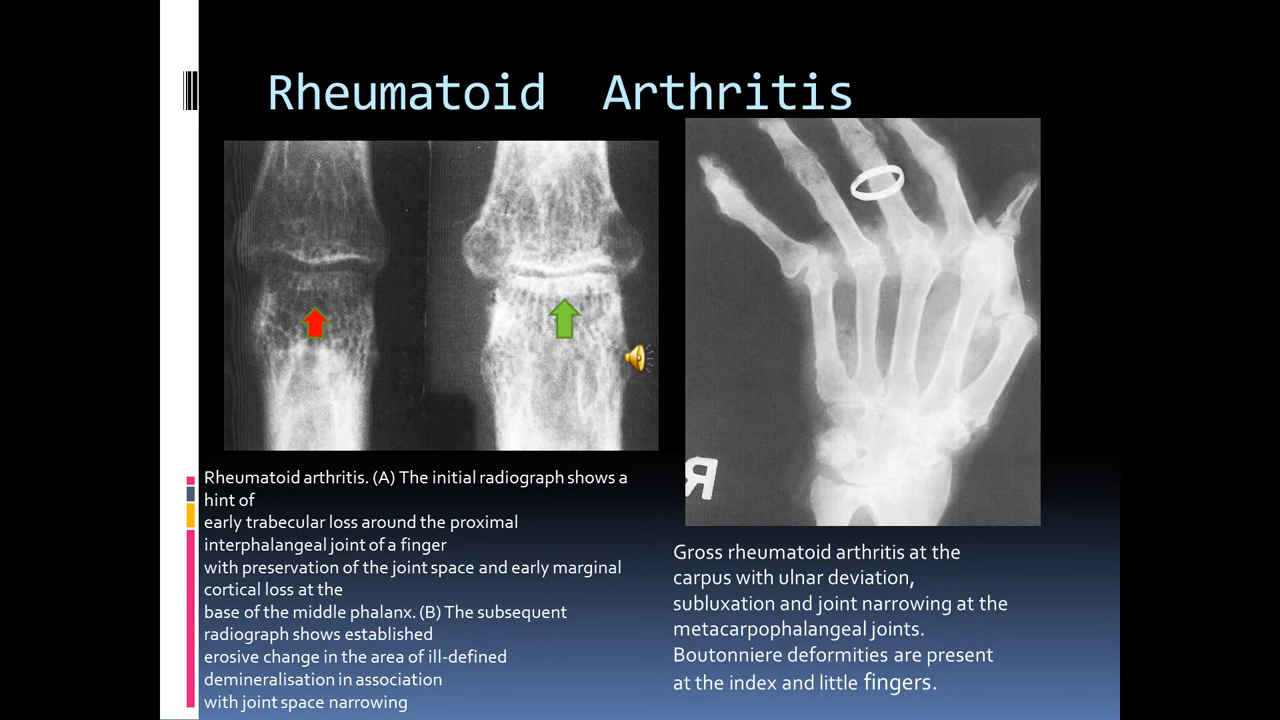 Rheumatoid Arthritis
Rheumatoid arthritis. (A) The initial radiograph shows a
hint of
early trabecular loss around the proximal
interphalangeal joint of a finger
with preservation of the joint space and early marginal
cortical loss at the
base of the middle phalanx. (B) The subsequent
radiograph shows established
erosive change in the area of ill-defined
demineralisation in association
with joint space narrowing
R
Gross rheumatoid arthritis at the
carpus with ulnar deviation,
subluxation and joint narrowing at the
metacarpophalangeal joints.
Boutonniere deformities are present
at the index and little fingers.